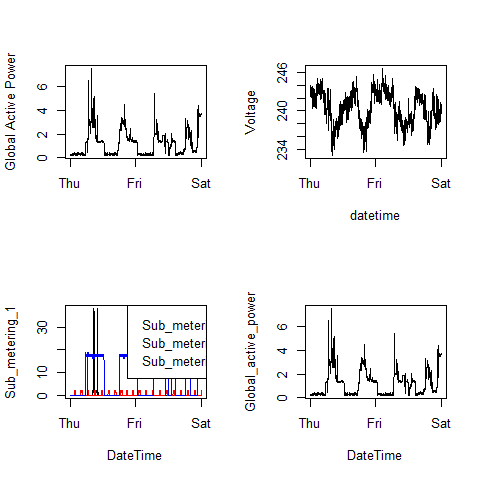 Global Active Power
0 2 4 6
Thu Fri Sat
Voltage
234 240 246
Thu Fri Sat
datetime
Sub_metering_1
0 10 30
Sub_meter
Sub_meter
Sub_meter
Thu Fri Sat
DateTime
Global_active_power
0 2 4 6
Thu Fri Sat
DateTime